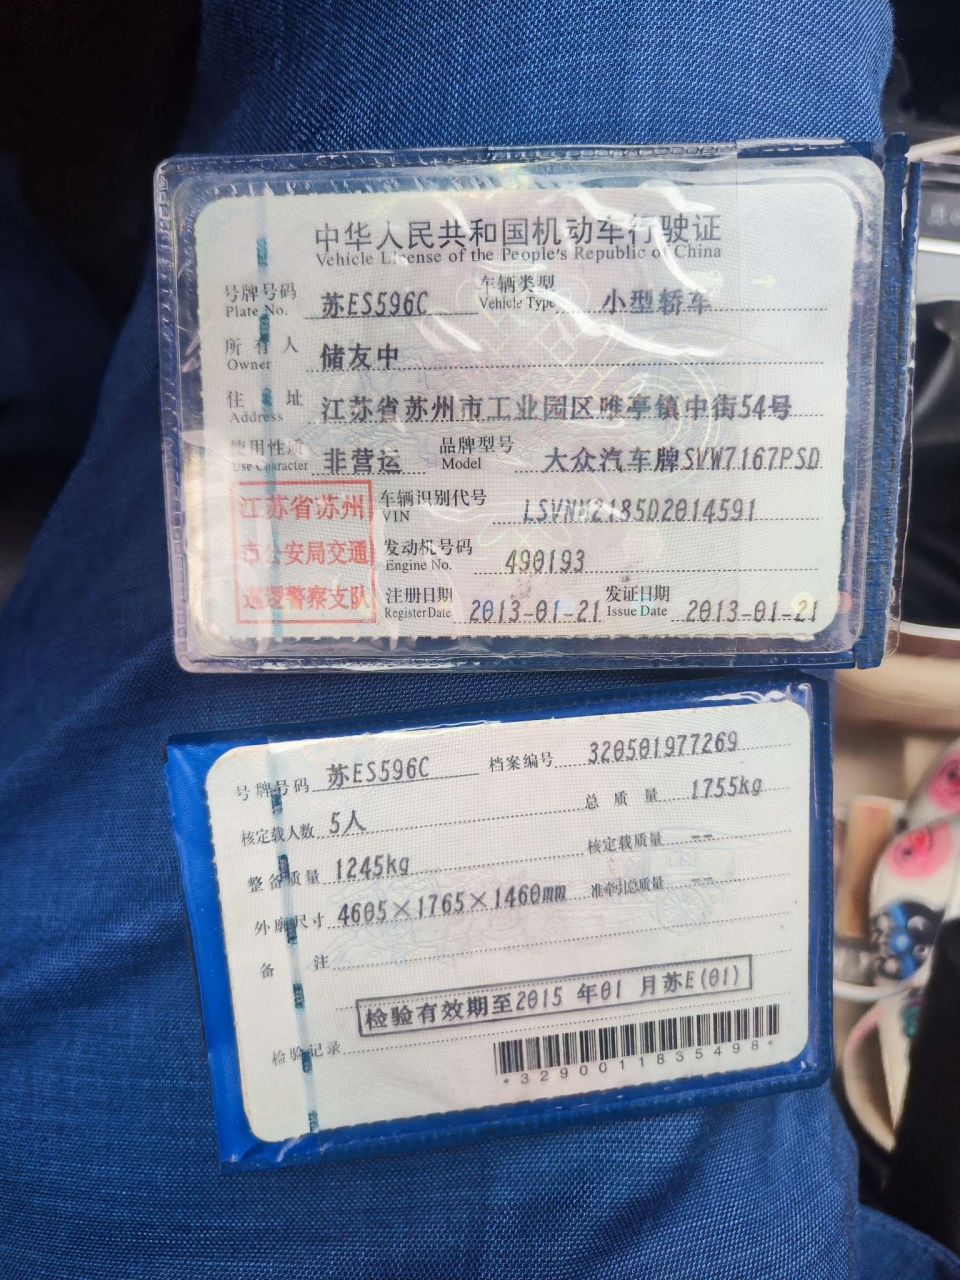 中华人民共和国机动车行驶证
Vehicle License of the People's Republic of China
号牌号码 苏ES596C 车辆类型 小型轿车
Plate No. Vehicle Type
所有人 储友中
Owner
住址 江苏省苏州市工业园区唯亭镇中街54号
Address
使用性质 非营运 品牌型号 大众汽车牌SVW7167PSD
Use Character Model
江苏省苏州
市公安局交通
巡逻警察支队
车辆识别代号
VIN
发动机号码 490193
Engine No.
注册日期 2013-01-21 发证日期 2013-01-21
Register Date Issue Date
号牌号码 苏ES596C 档案编号 320501977269
核定载人数 5人 总质量 1755kg
整备质量 1245kg 核定载质量 --
外廓尺寸 4605×1765×1460mm 准牵引总质量 --
备注
检验有效期至2015年01月苏E(01)
检验记录
*3290011835498*